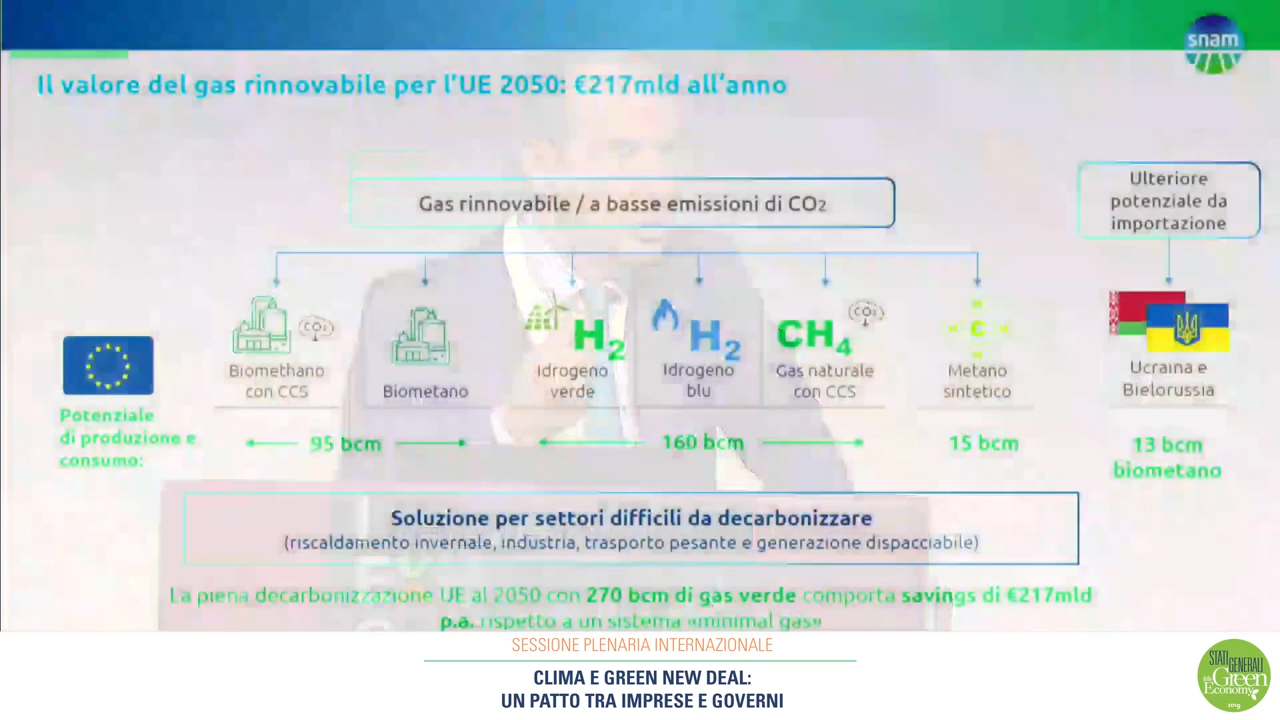 snam
Il valore del gas rinnovabile per l'UE 2050: €217mld all'anno
Gas rinnovabile / a basse emissioni di CO2
Ulteriore
potenziale da
importazione
CO₂
H2
H2
CH4
CO₂
C
Biomethano
con CCS
Biometano
Idrogeno
verde
Idrogeno
blu
Gas naturale
con CCS
Metano
sintetico
Ucraina e
Bielorussia
Potenziale
di produzione e
consumo:
95 bcm
160 bcm
15 bcm
13 bcm
biometano
Soluzione per settori difficili da decarbonizzare
(riscaldamento invernale, industria, trasporto pesante e generazione dispacciabile)
La piena decarbonizzazione UE al 2050 con 270 bcm di gas verde comporta savings di €217mld
p.a. rispetto a un sistema «minimal gas»
SESSIONE PLENARIA INTERNAZIONALE
CLIMA E GREEN NEW DEAL:
UN PATTO TRA IMPRESE E GOVERNI
STATI GENERALI
della Green
Economy
2019